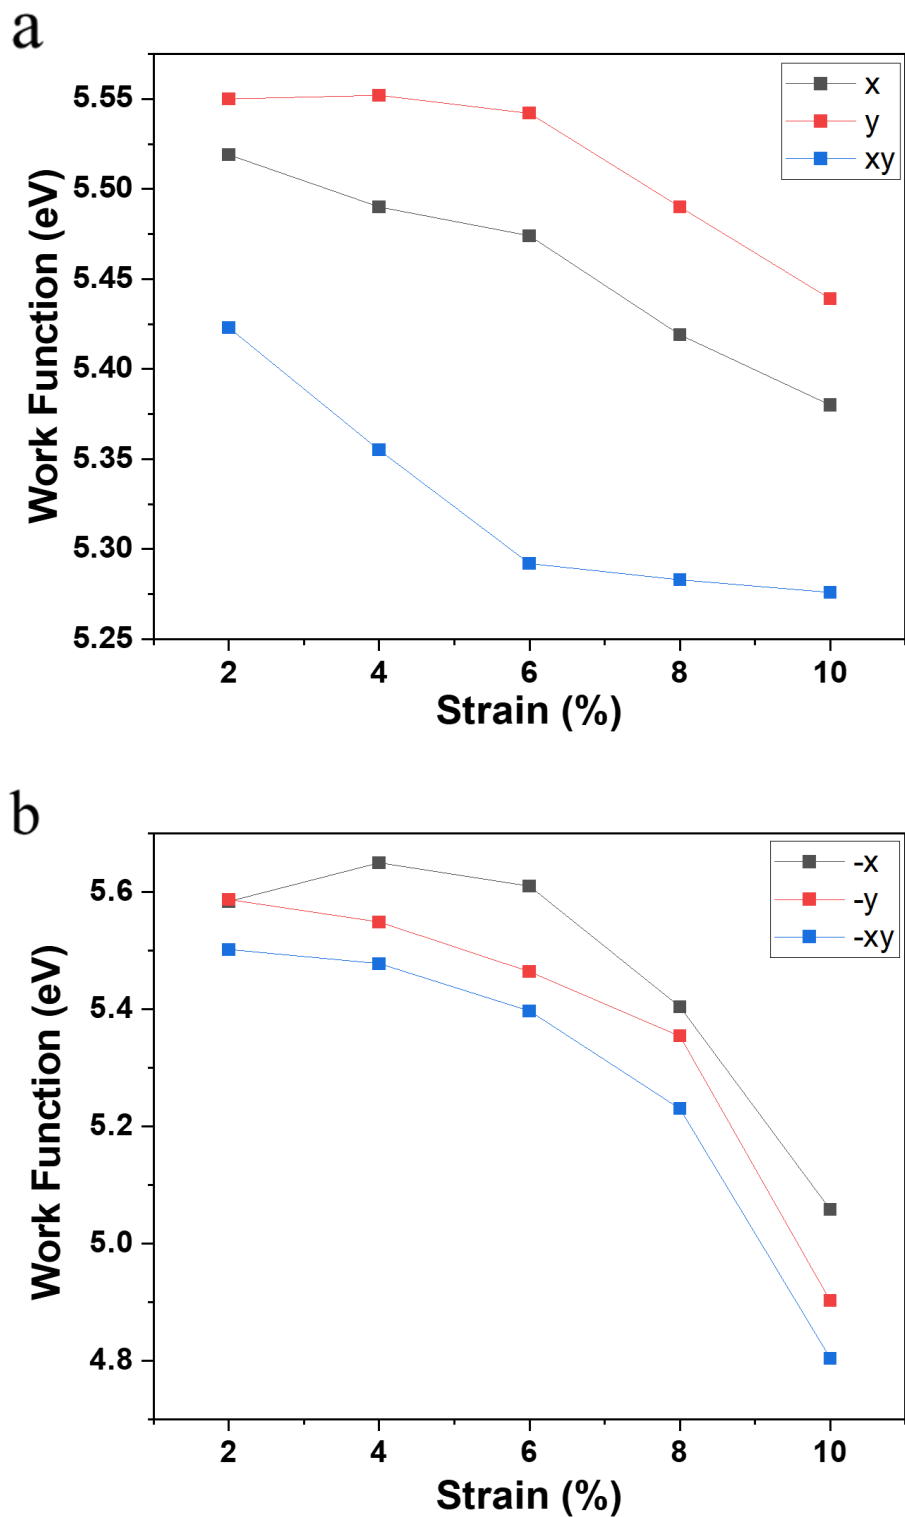 a
Work Function (eV)
5.55
5.50
5.45
5.40
5.35
5.30
5.25
x
y
xy
2 4 6 8 10
Strain (%)
b
Work Function (eV)
5.6
5.4
5.2
5.0
4.8
-x
-y
-xy
2 4 6 8 10
Strain (%)